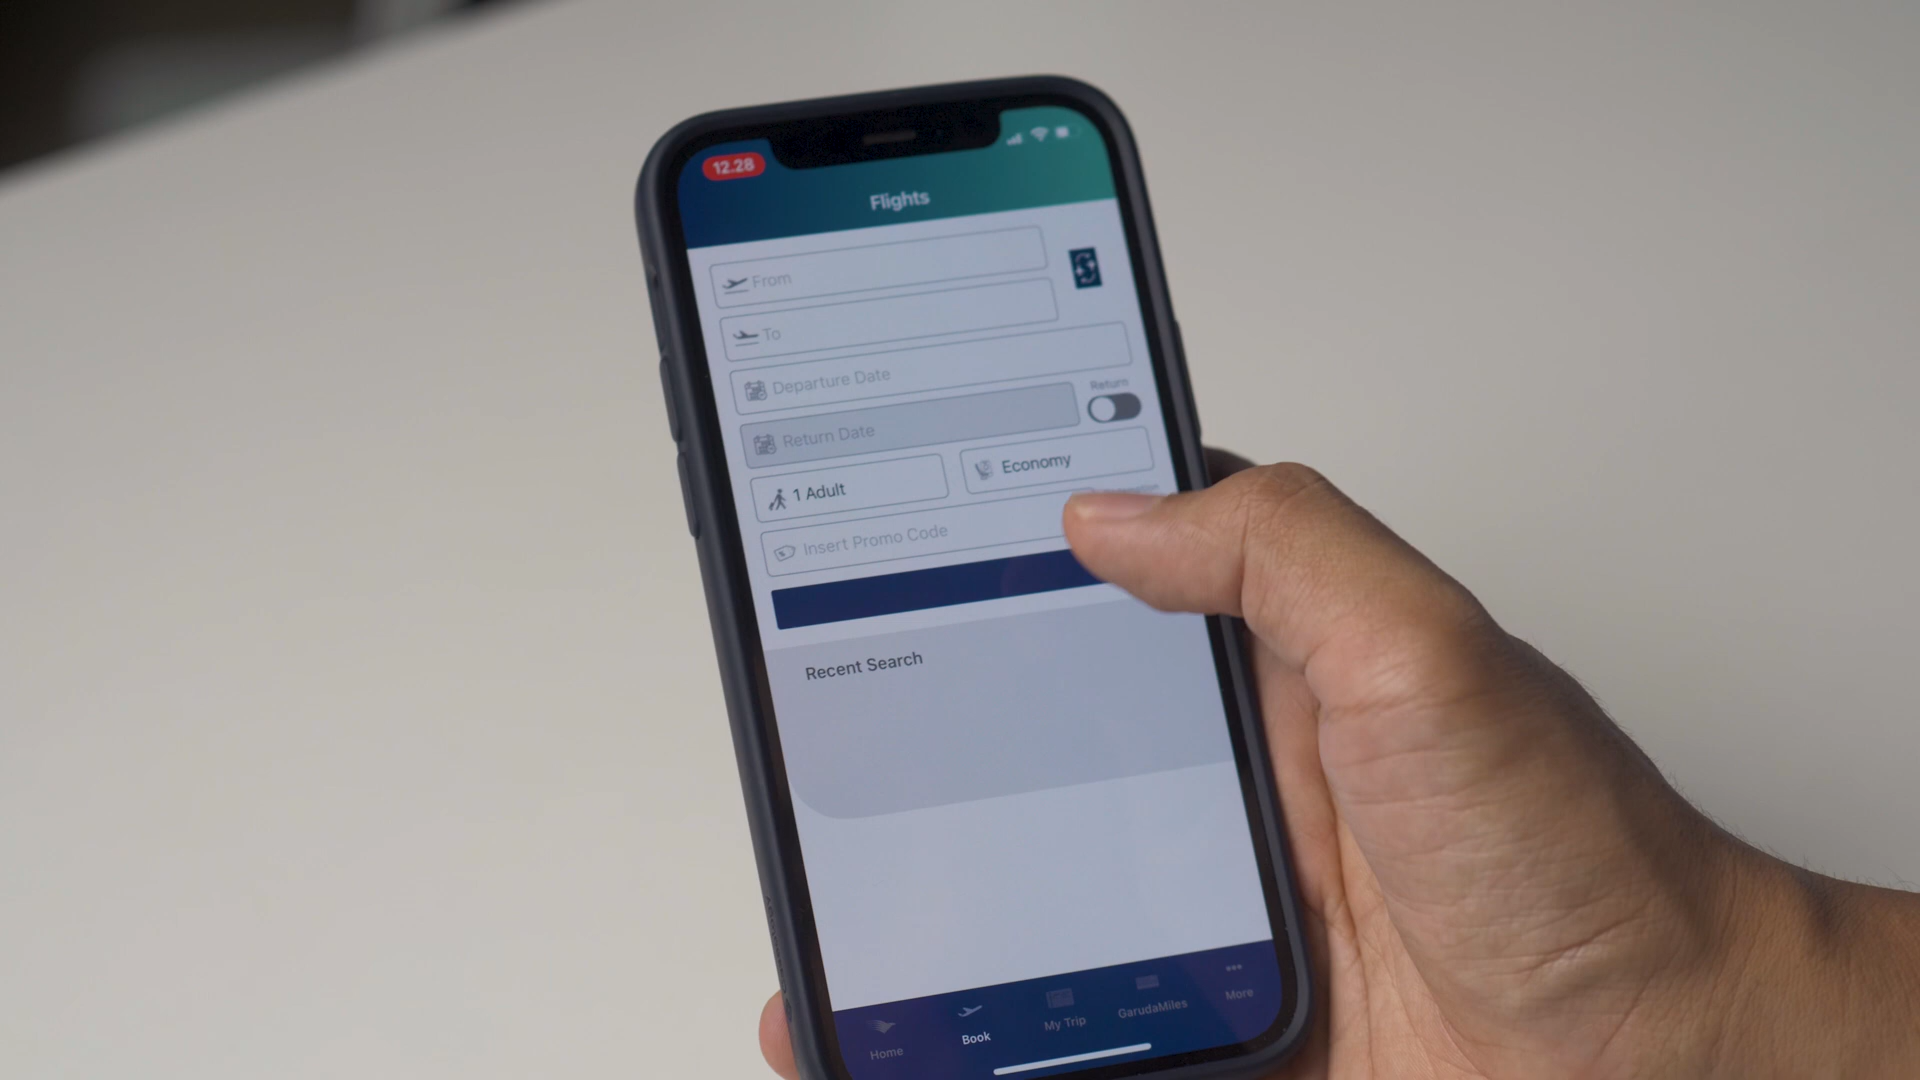 12.28
Flights
From
To
Departure Date
Return
Return Date
1 Adult
Economy
Insert Promo Code
Recent Search
Home
Book
My Trip
GarudaMiles
More